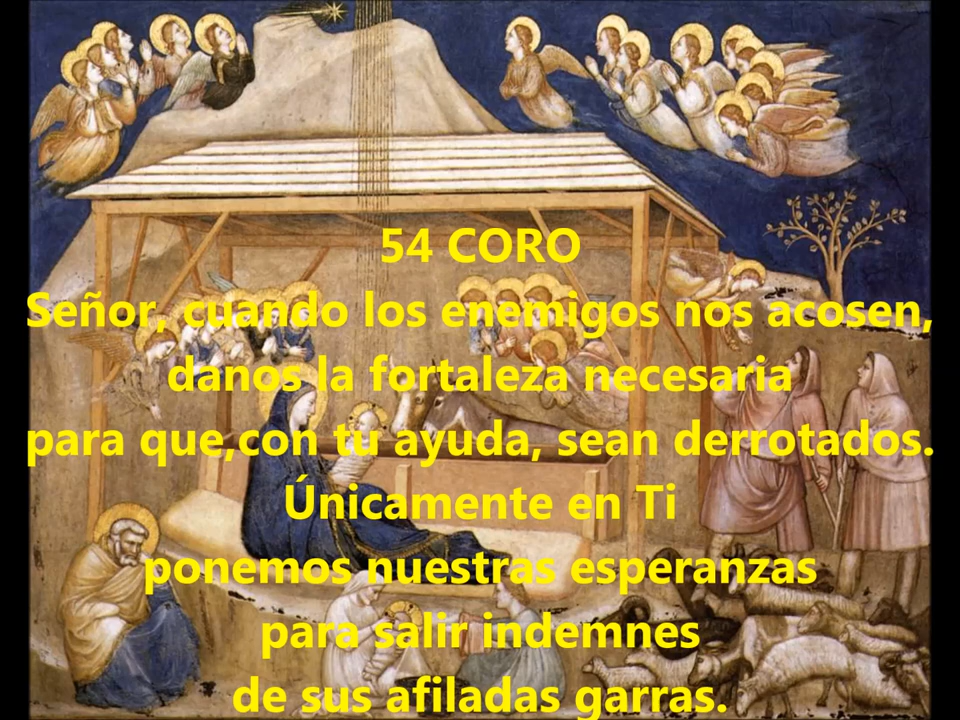 54 CORO
Señor, cuando los enemigos nos acosen,
danos la fortaleza necesaria
para que,con tu ayuda, sean derrotados.
Únicamente en Ti
ponemos nuestras esperanzas
para salir indemnes
de sus afiladas garras.